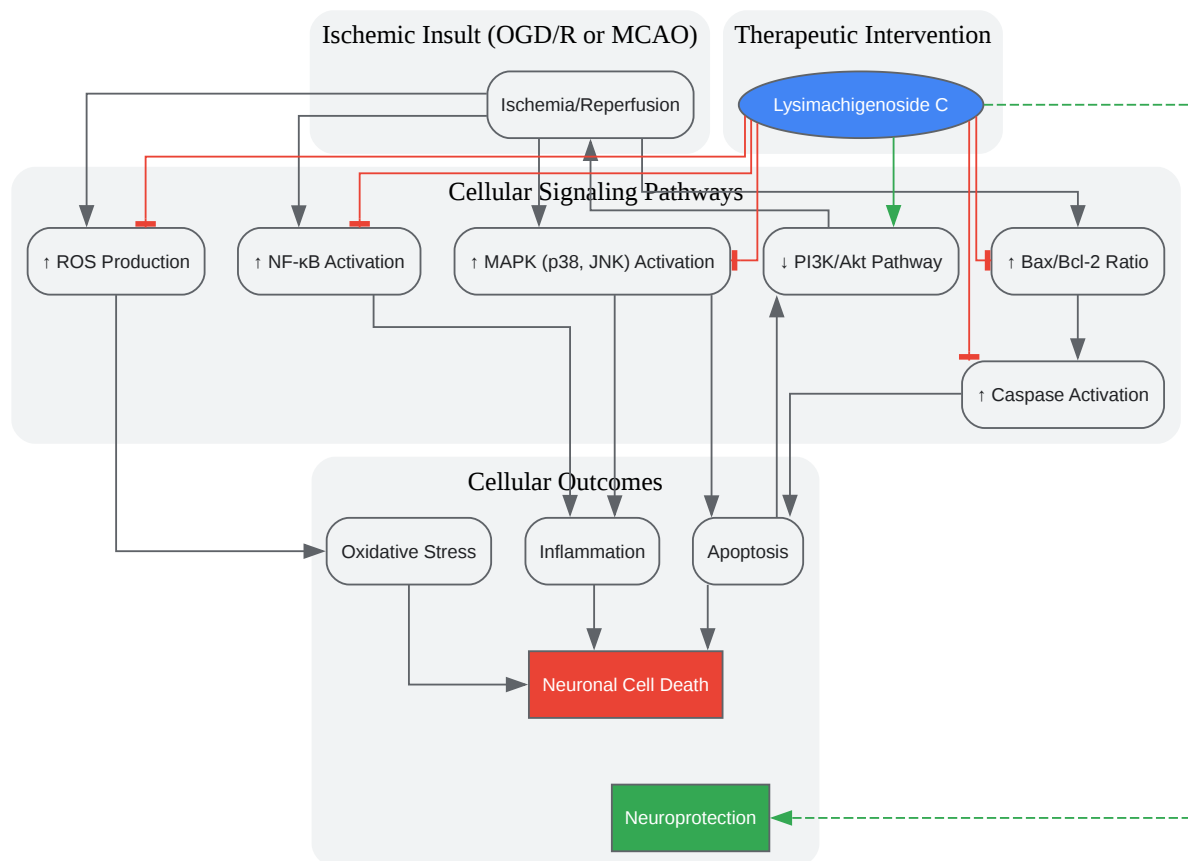 Ischemic Insult (OGD/R or MCAO)
Therapeutic Intervention
Ischemia/Reperfusion
Lysimachigenoside C
Cellular Signaling Pathways
↑ ROS Production
↑ NF-κB Activation
↑ MAPK (p38, JNK) Activation
↓ PI3K/Akt Pathway
↑ Bax/Bcl-2 Ratio
↑ Caspase Activation
Cellular Outcomes
Oxidative Stress
Inflammation
Apoptosis
Neuronal Cell Death
Neuroprotection